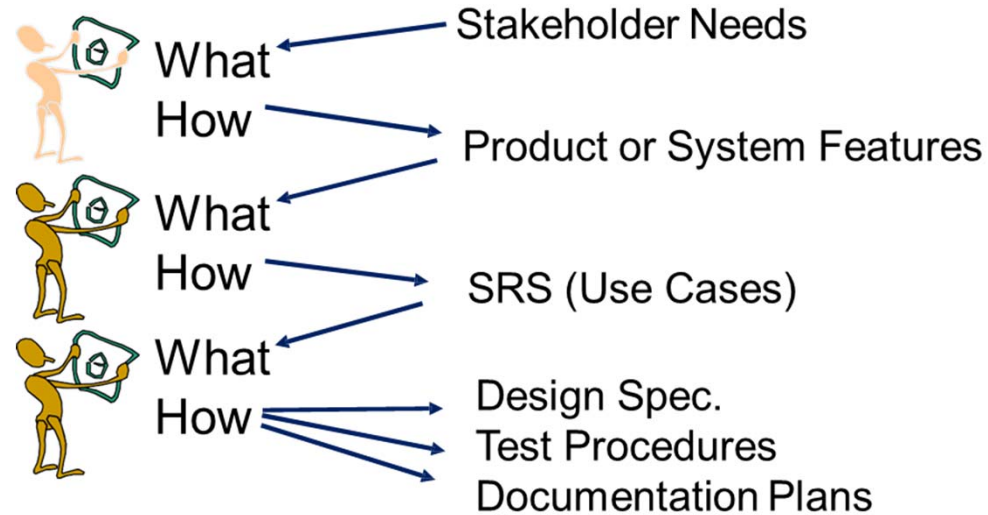 Stakeholder Needs
What
How
Product or System Features
What
How
SRS (Use Cases)
What
How
Design Spec.
Test Procedures
Documentation Plans